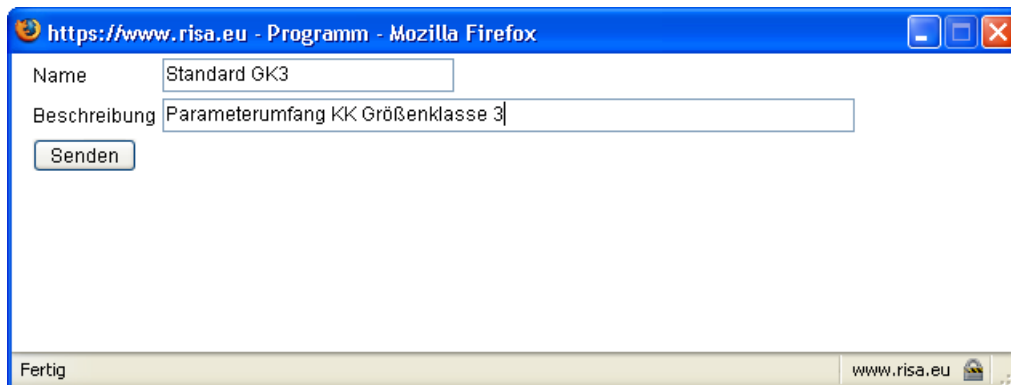 https://www.risa.eu - Programm - Mozilla Firefox
Name Standard GK3
Beschreibung Parameterumfang KK Größenklasse 3
Senden
Fertig www.risa.eu